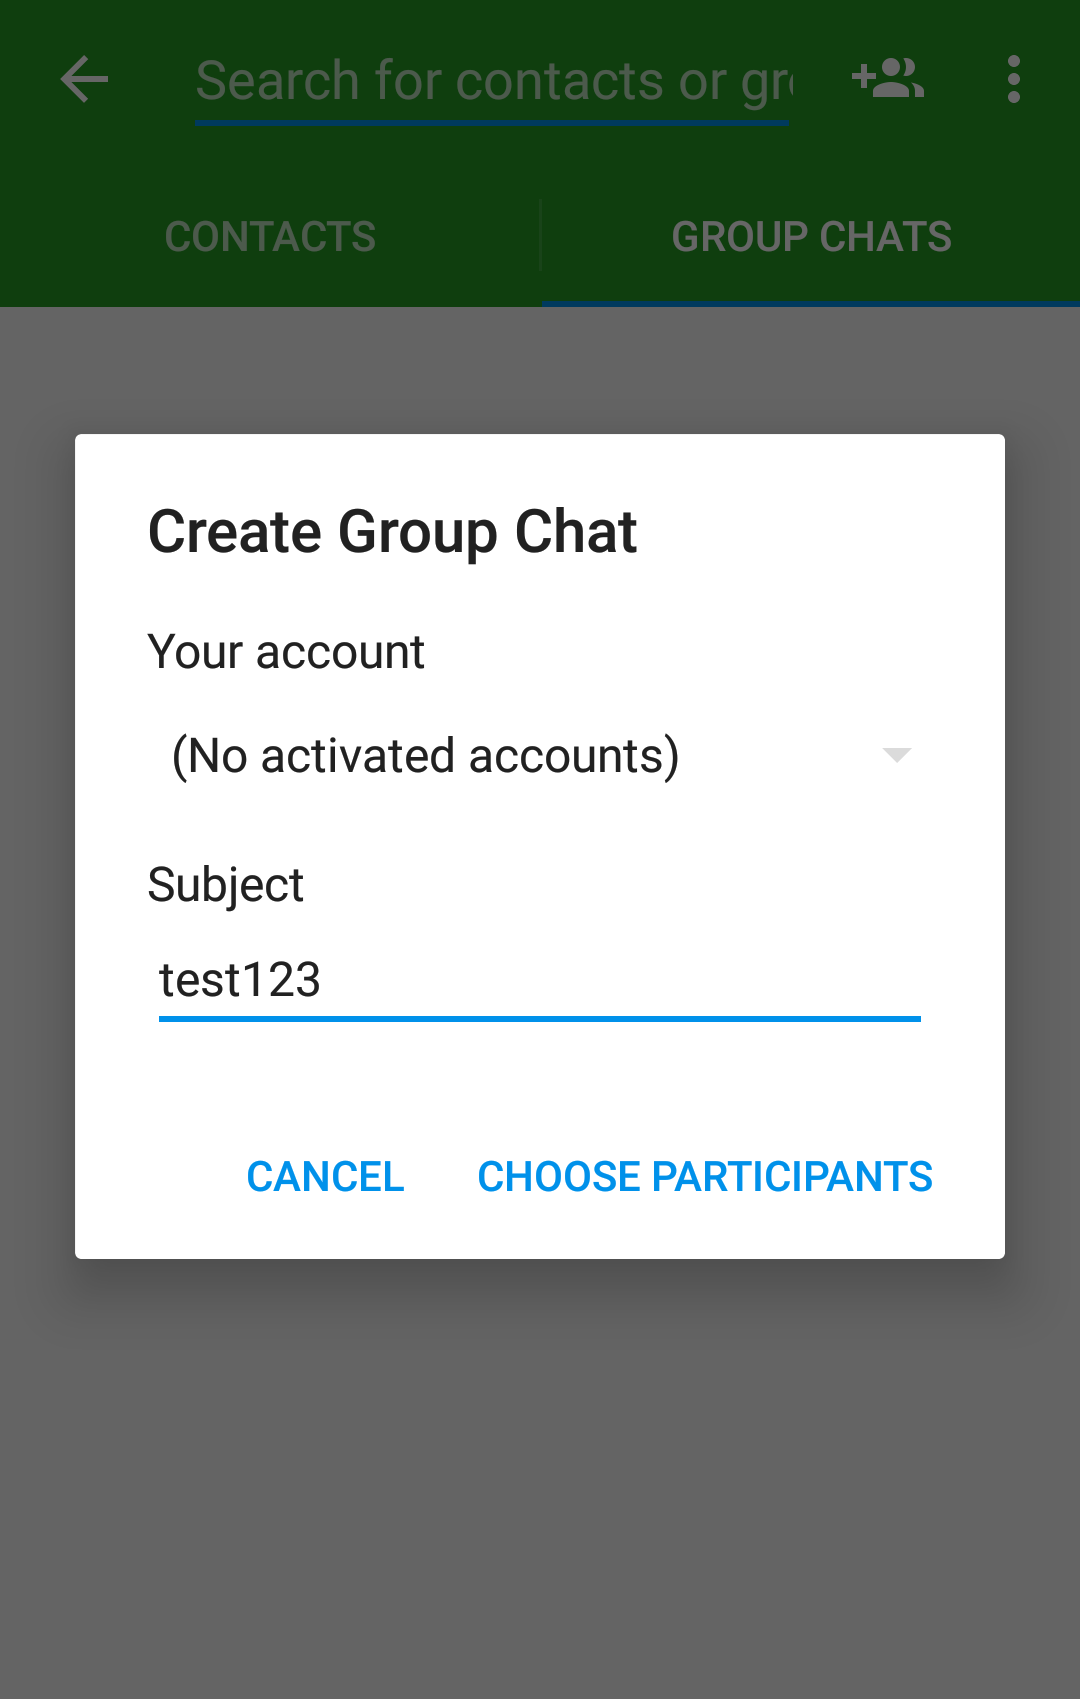 Search for contacts or gr
CONTACTS
GROUP CHATS
Create Group Chat
Your account
(No activated accounts)
Subject
test123
CANCEL
CHOOSE PARTICIPANTS